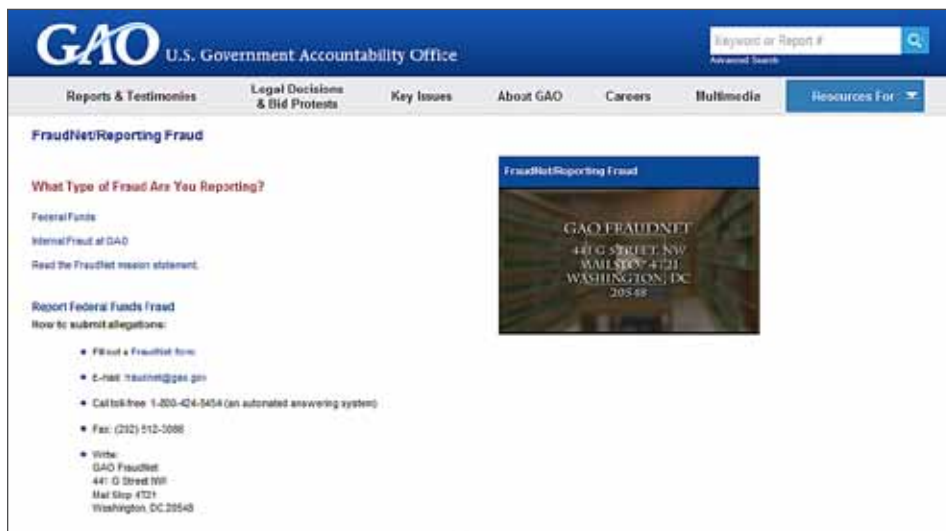 GAO U.S. Government Accountability Office
Keyword or Report #
Advanced Search
Reports & Testimonies
Legal Decisions
& Bid Protests
Key Issues
About GAO
Careers
Multimedia
Resources For
FraudNet/Reporting Fraud
What Type of Fraud Are You Reporting?
Federal Funds
Internal Fraud at GAO
Read the FraudNet mission statement.
Report Federal Funds Fraud
How to submit allegations:
Fill out a FraudNet form
E-mail: fraudnet@gao.gov
Call toll-free: 1-800-424-5454 (an automated answering system)
Fax: (202) 512-3086
Write:
GAO FraudNet
441 G Street NW
Mail Stop 4T21
Washington, DC 20548
FraudNet/Reporting Fraud
GAO FRAUDNET
441 G STREET, NW
MAIL STOP 4T21
WASHINGTON, DC
20548